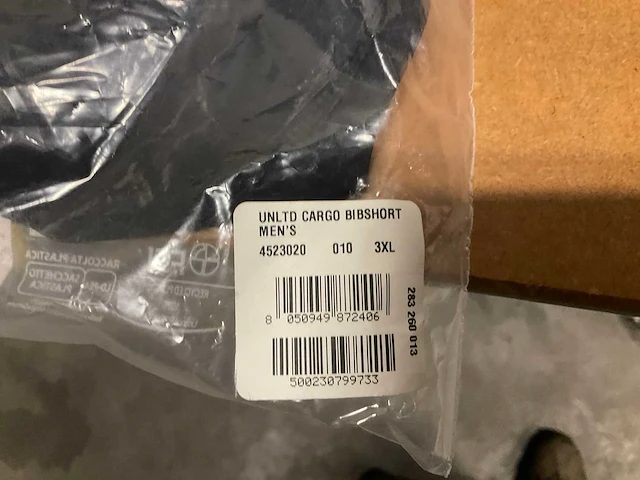 UNLTD CARGO BIBSHORT
MEN'S
4523020 010 3XL
8 050949 872406
283 260 013
500230799733
RACCOLTA PLASTICA
SACCHETTO
PLASTICA